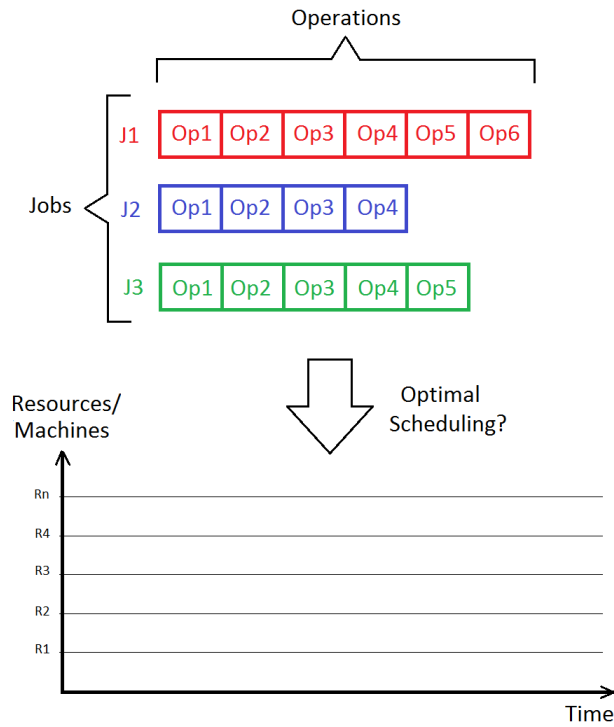 Operations
J1 Op1 Op2 Op3 Op4 Op5 Op6
Jobs
J2 Op1 Op2 Op3 Op4
J3 Op1 Op2 Op3 Op4 Op5
Optimal
Scheduling?
Resources/
Machines
Rn
R4
R3
R2
R1
Time